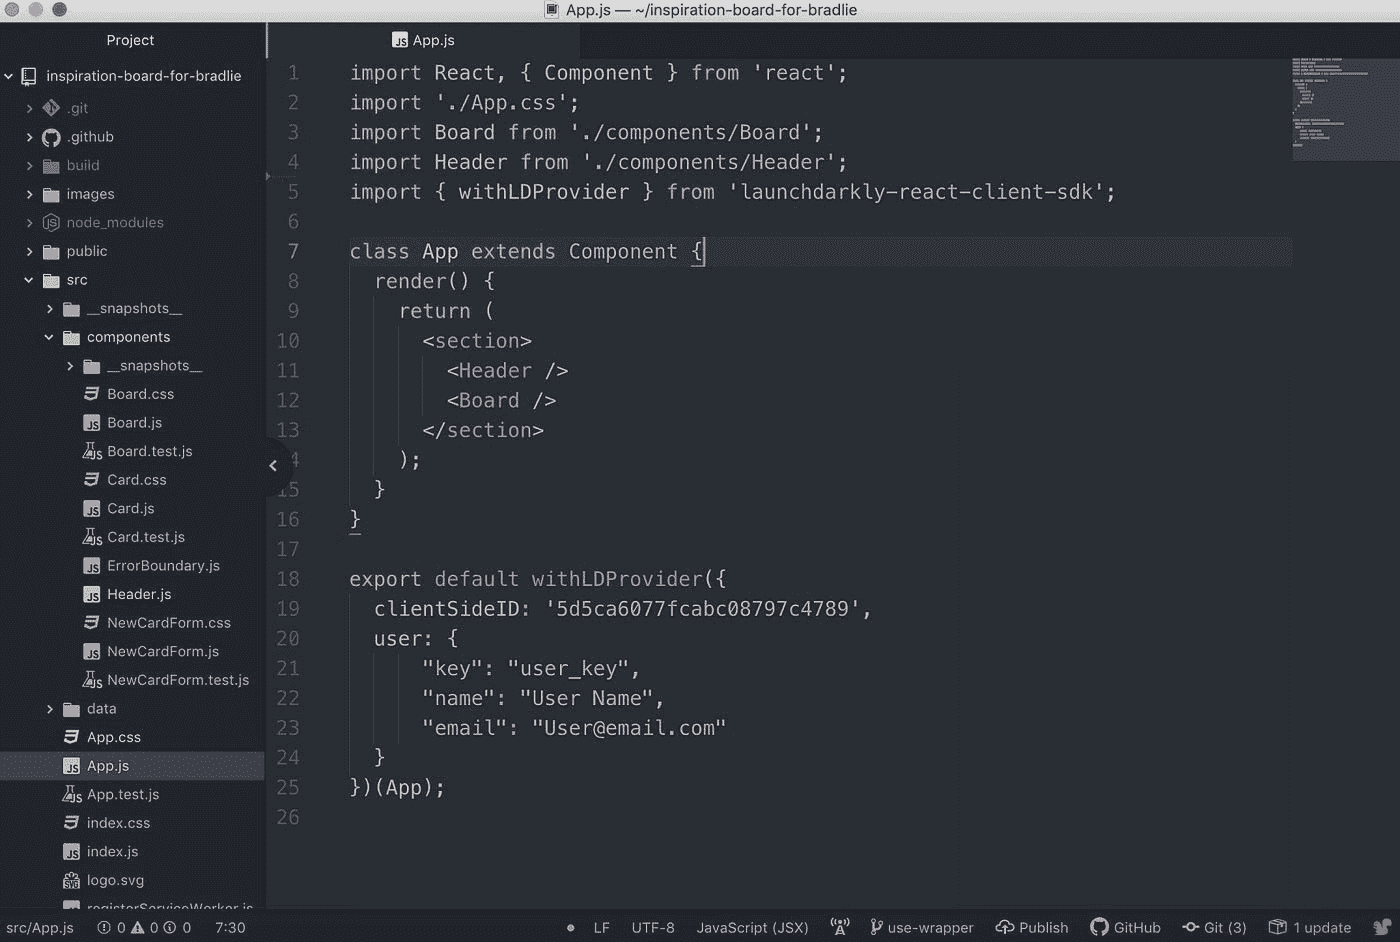 App.js — ~/inspiration-board-for-bradlie
Project
inspiration-board-for-bradlie
.git
.github
build
images
node_modules
public
src
__snapshots__
components
__snapshots__
Board.css
Board.js
Board.test.js
Card.css
Card.js
Card.test.js
ErrorBoundary.js
Header.js
NewCardForm.css
NewCardForm.js
NewCardForm.test.js
data
App.css
App.js
App.test.js
index.css
index.js
logo.svg
registerServiceWorker.js
App.js
1 import React, { Component } from 'react';
2 import './App.css';
3 import Board from './components/Board';
4 import Header from './components/Header';
5 import { withLDProvider } from 'launchdarkly-react-client-sdk';
6
7 class App extends Component {
8 render() {
9 return (
10 <section>
11 <Header />
12 <Board />
13 </section>
4 );
15 }
16 }
17
18 export default withLDProvider({
19 clientSideID: '5d5ca6077fcabc08797c4789',
20 user: {
21 "key": "user_key",
22 "name": "User Name",
23 "email": "User@email.com"
24 }
25 })(App);
26
src/App.js 0 0 0 7:30 LF UTF-8 JavaScript (JSX) use-wrapper Publish GitHub Git (3) 1 update